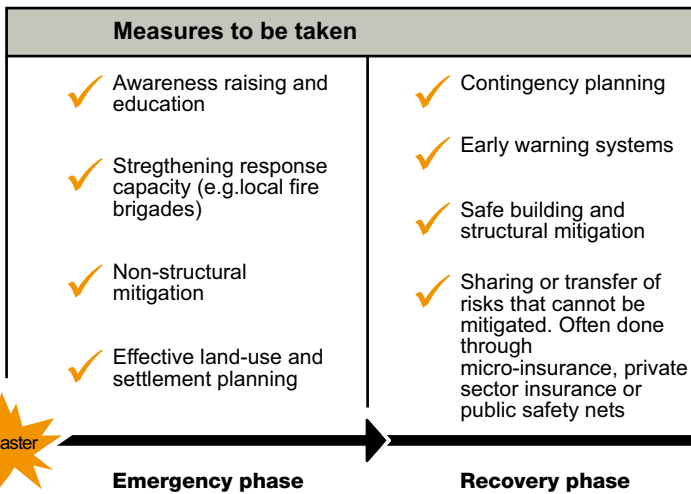 Measures to be taken
Awareness raising and
education
Stregthening response
capacity (e.g.local fire
brigades)
Non-structural
mitigation
Effective land-use and
settlement planning
Contingency planning
Early warning systems
Safe building and
structural mitigation
Sharing or transfer of
risks that cannot be
mitigated. Often done
through
micro-insurance, private
sector insurance or
public safety nets
aster
Emergency phase
Recovery phase